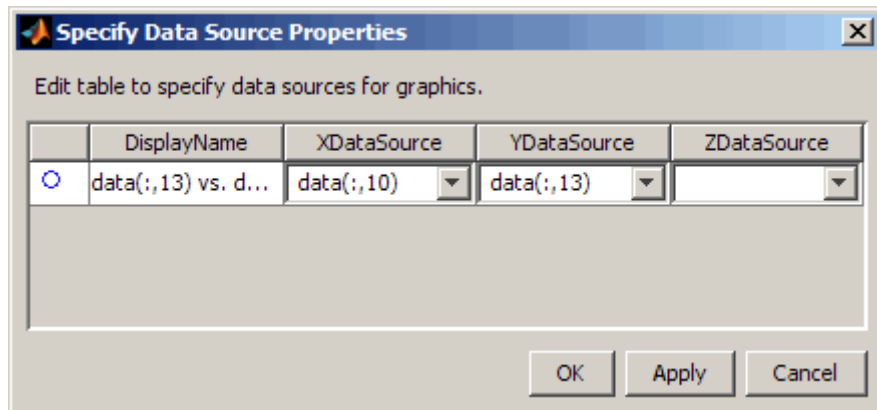 Specify Data Source Properties
Edit table to specify data sources for graphics.
DisplayName XDataSource YDataSource ZDataSource
data(:,13) vs. d... data(:,10) data(:,13)
OK Apply Cancel